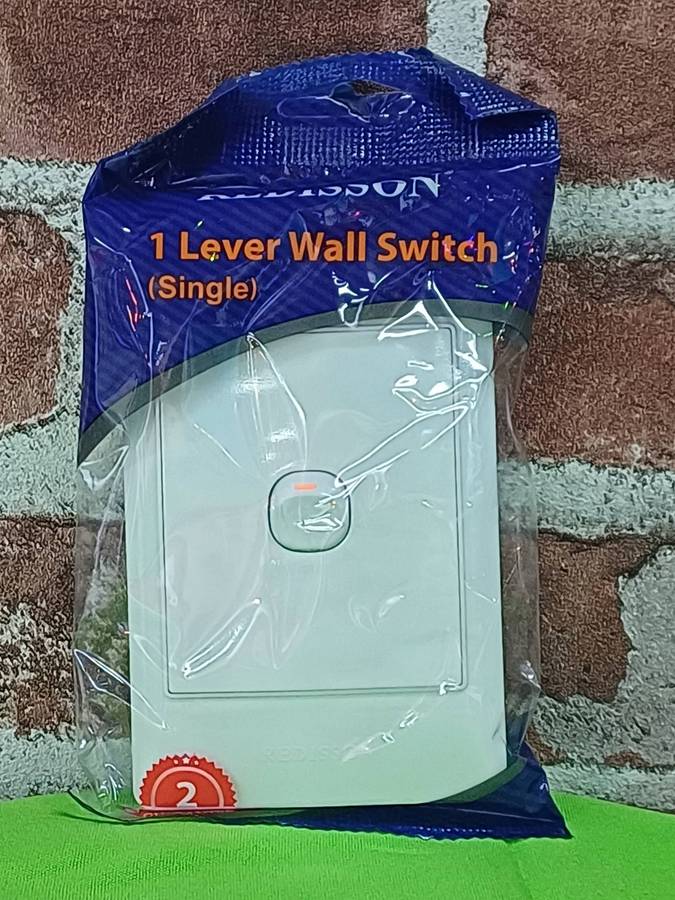 REDISSON
1 Lever Wall Switch
(Single)
2